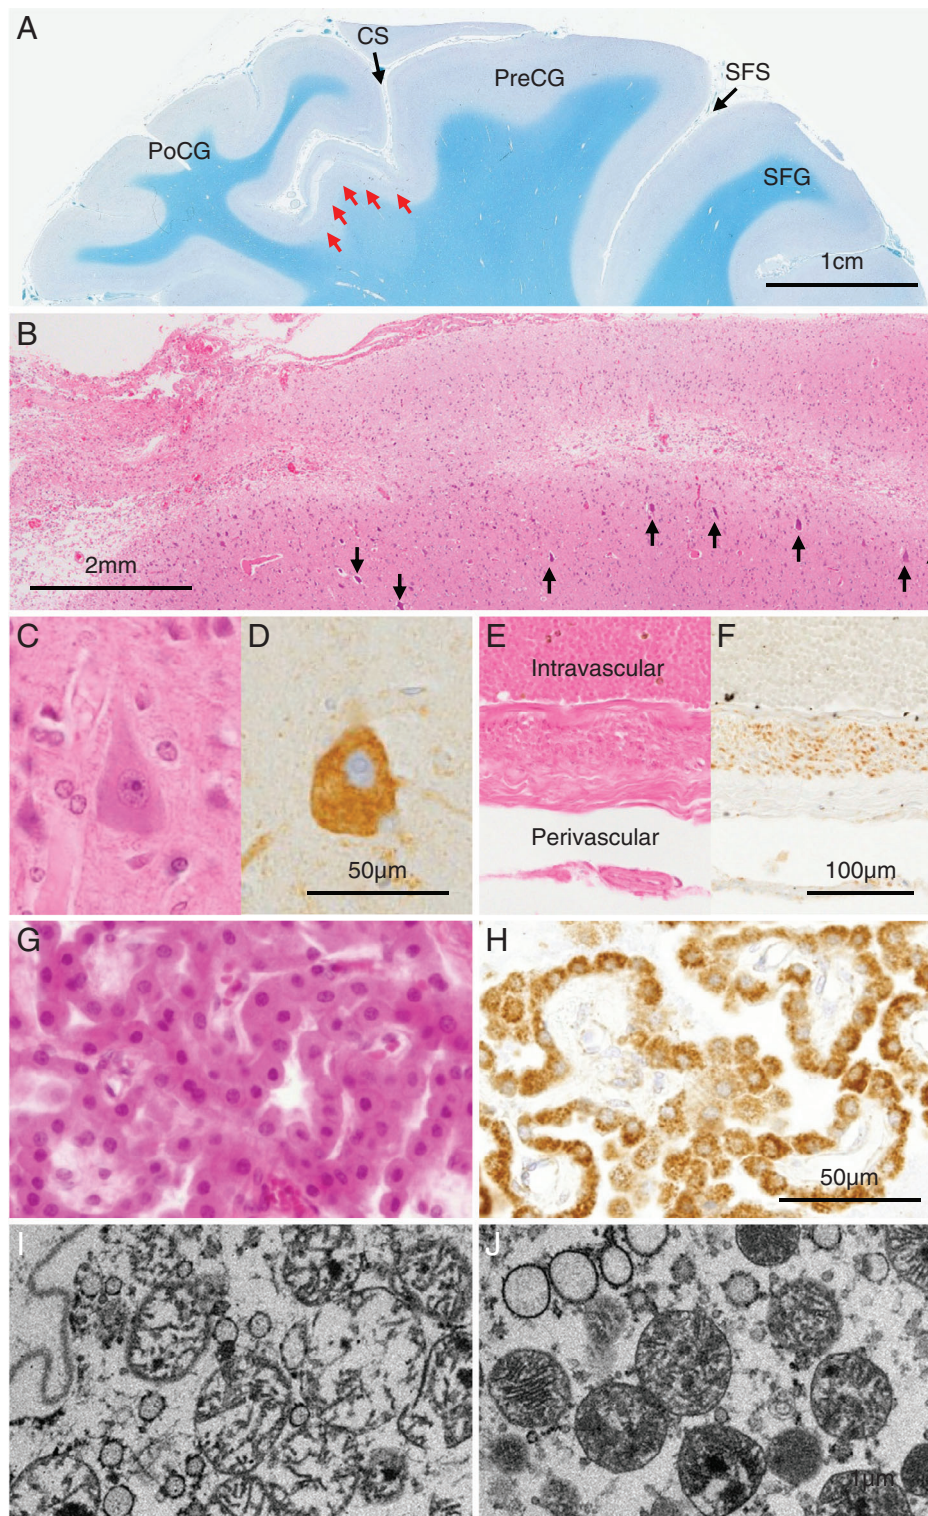 A
CS
PreCG
SFS
PoCG
SFG
1cm
B
2mm
C
D
50μm
E
Intravascular
Perivascular
F
100μm
G
H
50μm
I
J
1μm